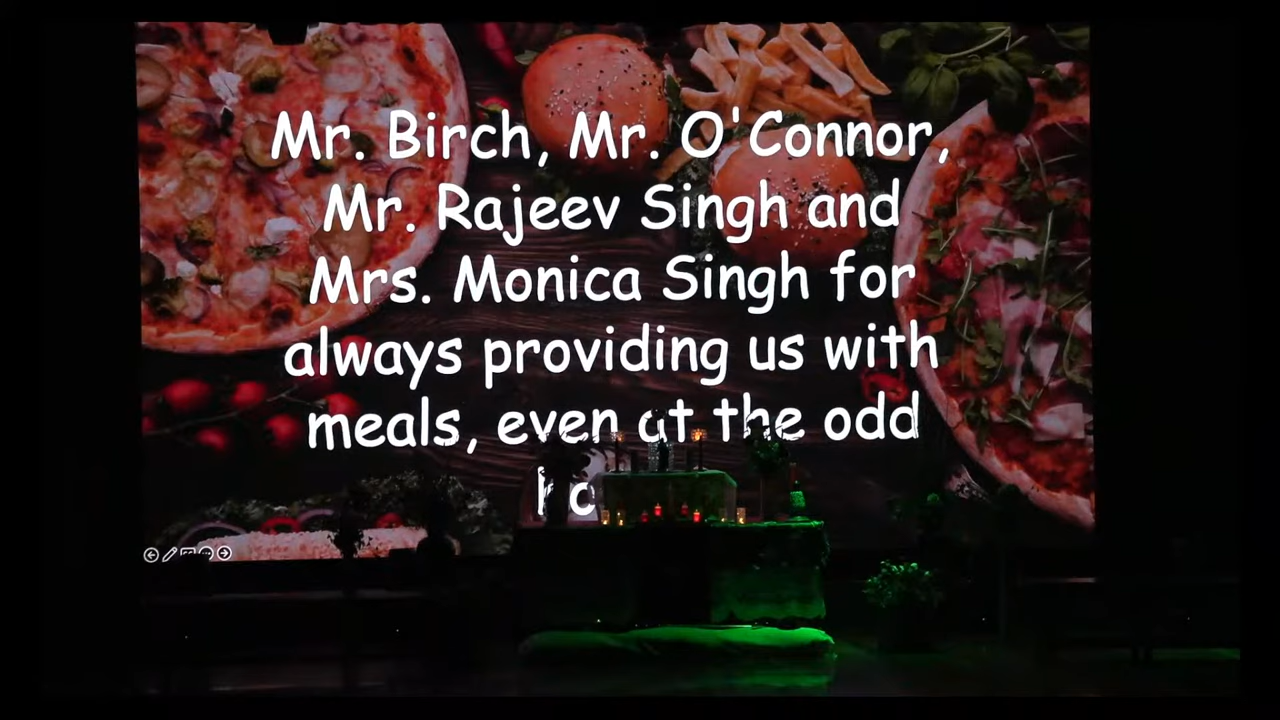 Mr. Birch, Mr. O'Connor,
Mr. Rajeev Singh and
Mrs. Monica Singh for
always providing us with
meals, even at the odd